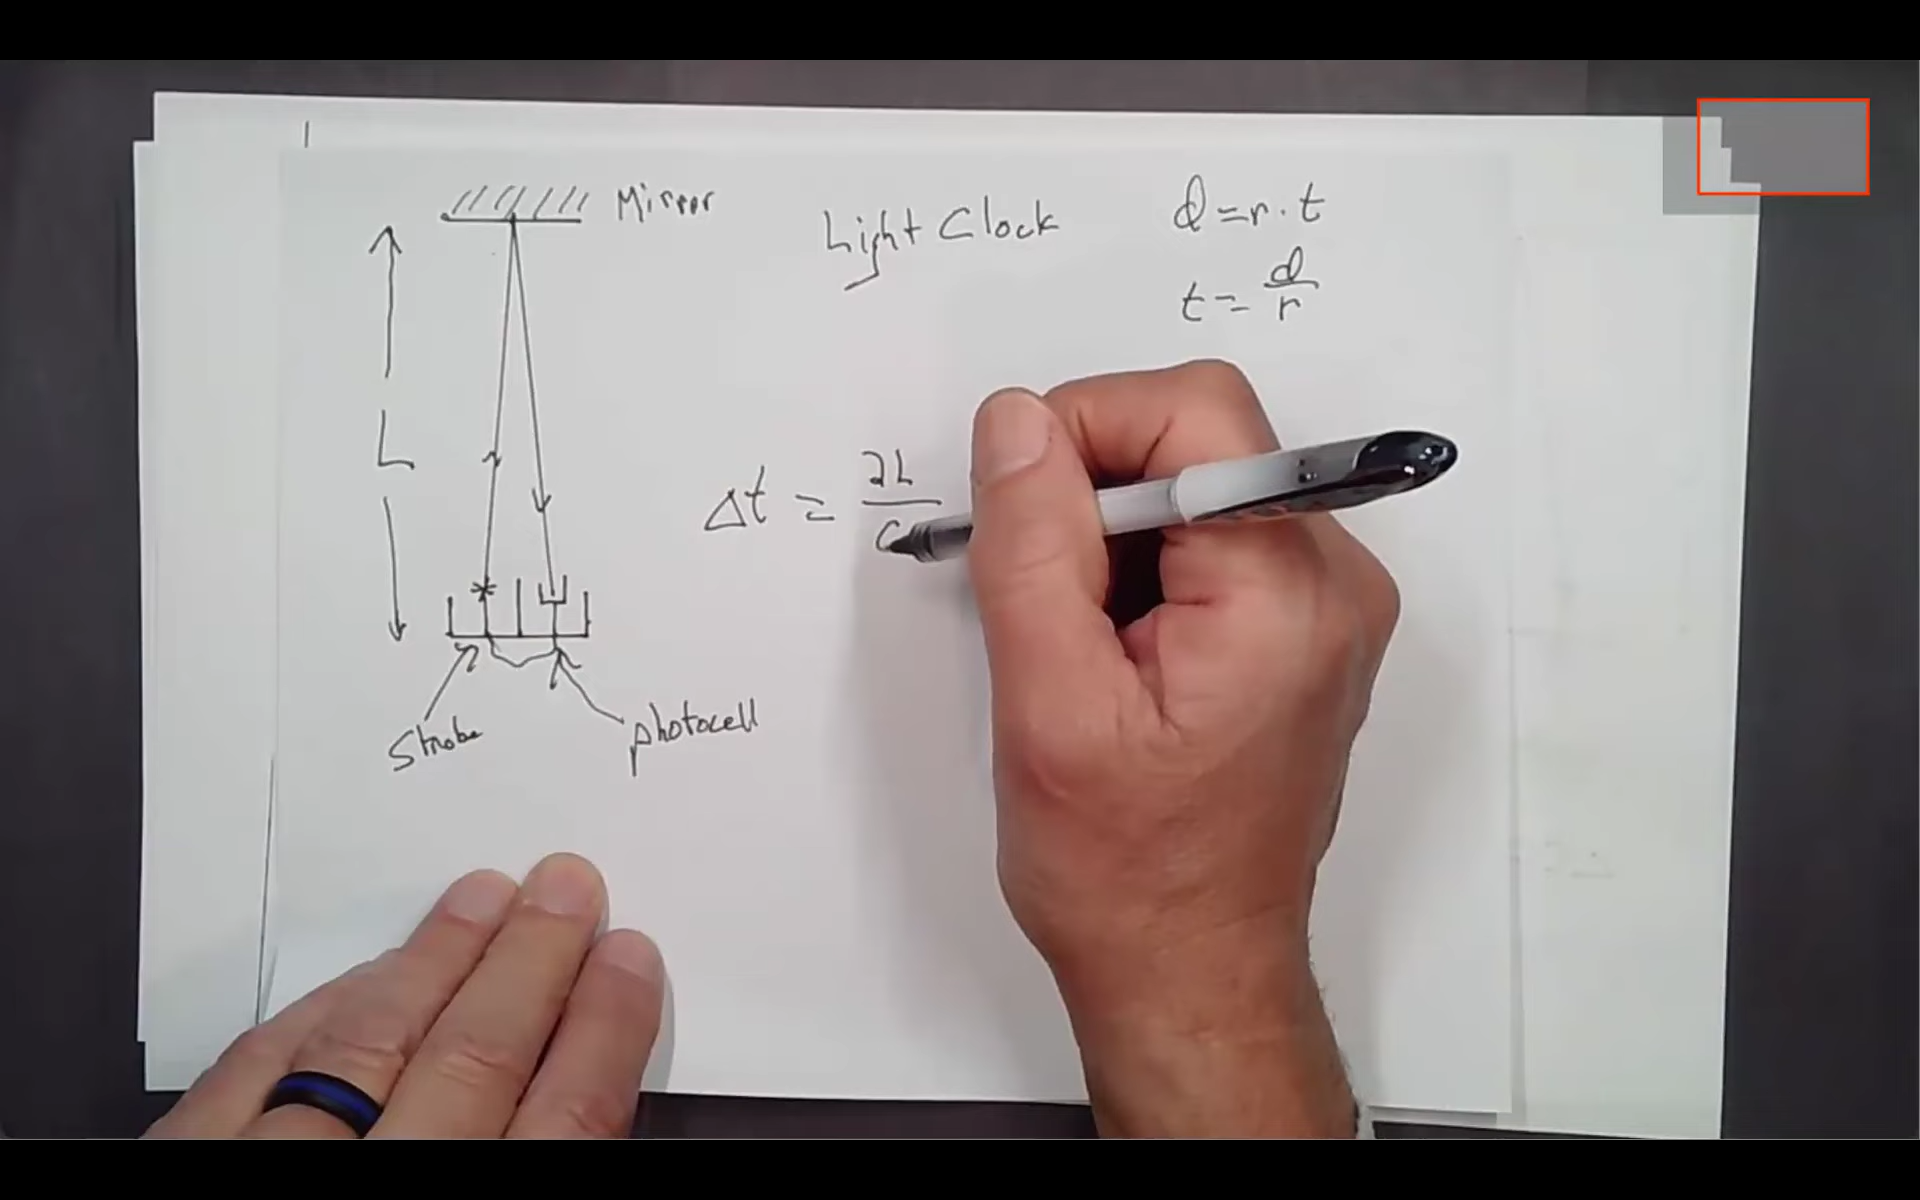 Mirror
Light Clock
d = r · t
t = d/r
L
Δt = 2L/c
Strobe
photocell